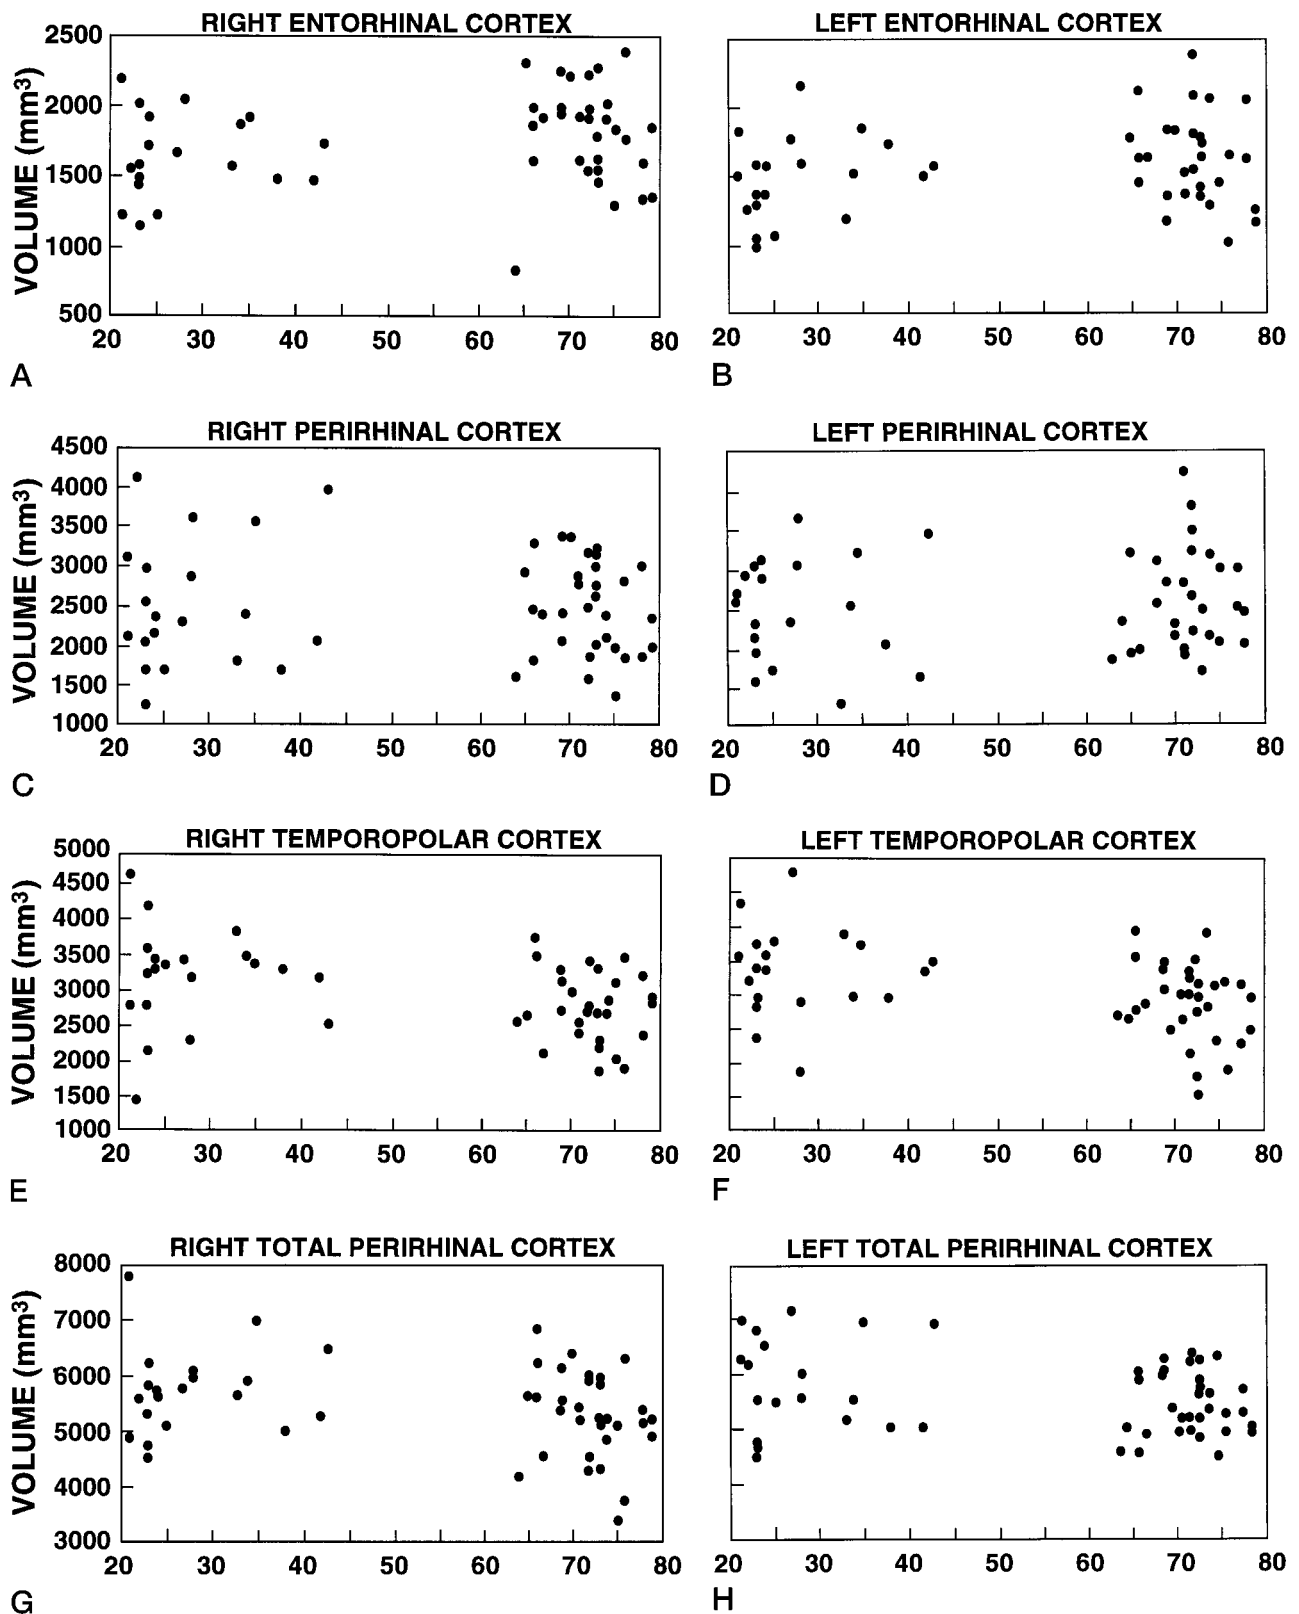 RIGHT ENTORHINAL CORTEX
VOLUME (mm³)
2500
2000
1500
1000
500
20 30 40 50 60 70 80
A
LEFT ENTORHINAL CORTEX
20 30 40 50 60 70 80
B
RIGHT PERIRHINAL CORTEX
VOLUME (mm³)
4500
4000
3500
3000
2500
2000
1500
1000
20 30 40 50 60 70 80
C
LEFT PERIRHINAL CORTEX
20 30 40 50 60 70 80
D
RIGHT TEMPOROPOLAR CORTEX
VOLUME (mm³)
5000
4500
4000
3500
3000
2500
2000
1500
1000
20 30 40 50 60 70 80
E
LEFT TEMPOROPOLAR CORTEX
20 30 40 50 60 70 80
F
RIGHT TOTAL PERIRHINAL CORTEX
VOLUME (mm³)
8000
7000
6000
5000
4000
3000
20 30 40 50 60 70 80
G
LEFT TOTAL PERIRHINAL CORTEX
20 30 40 50 60 70 80
H